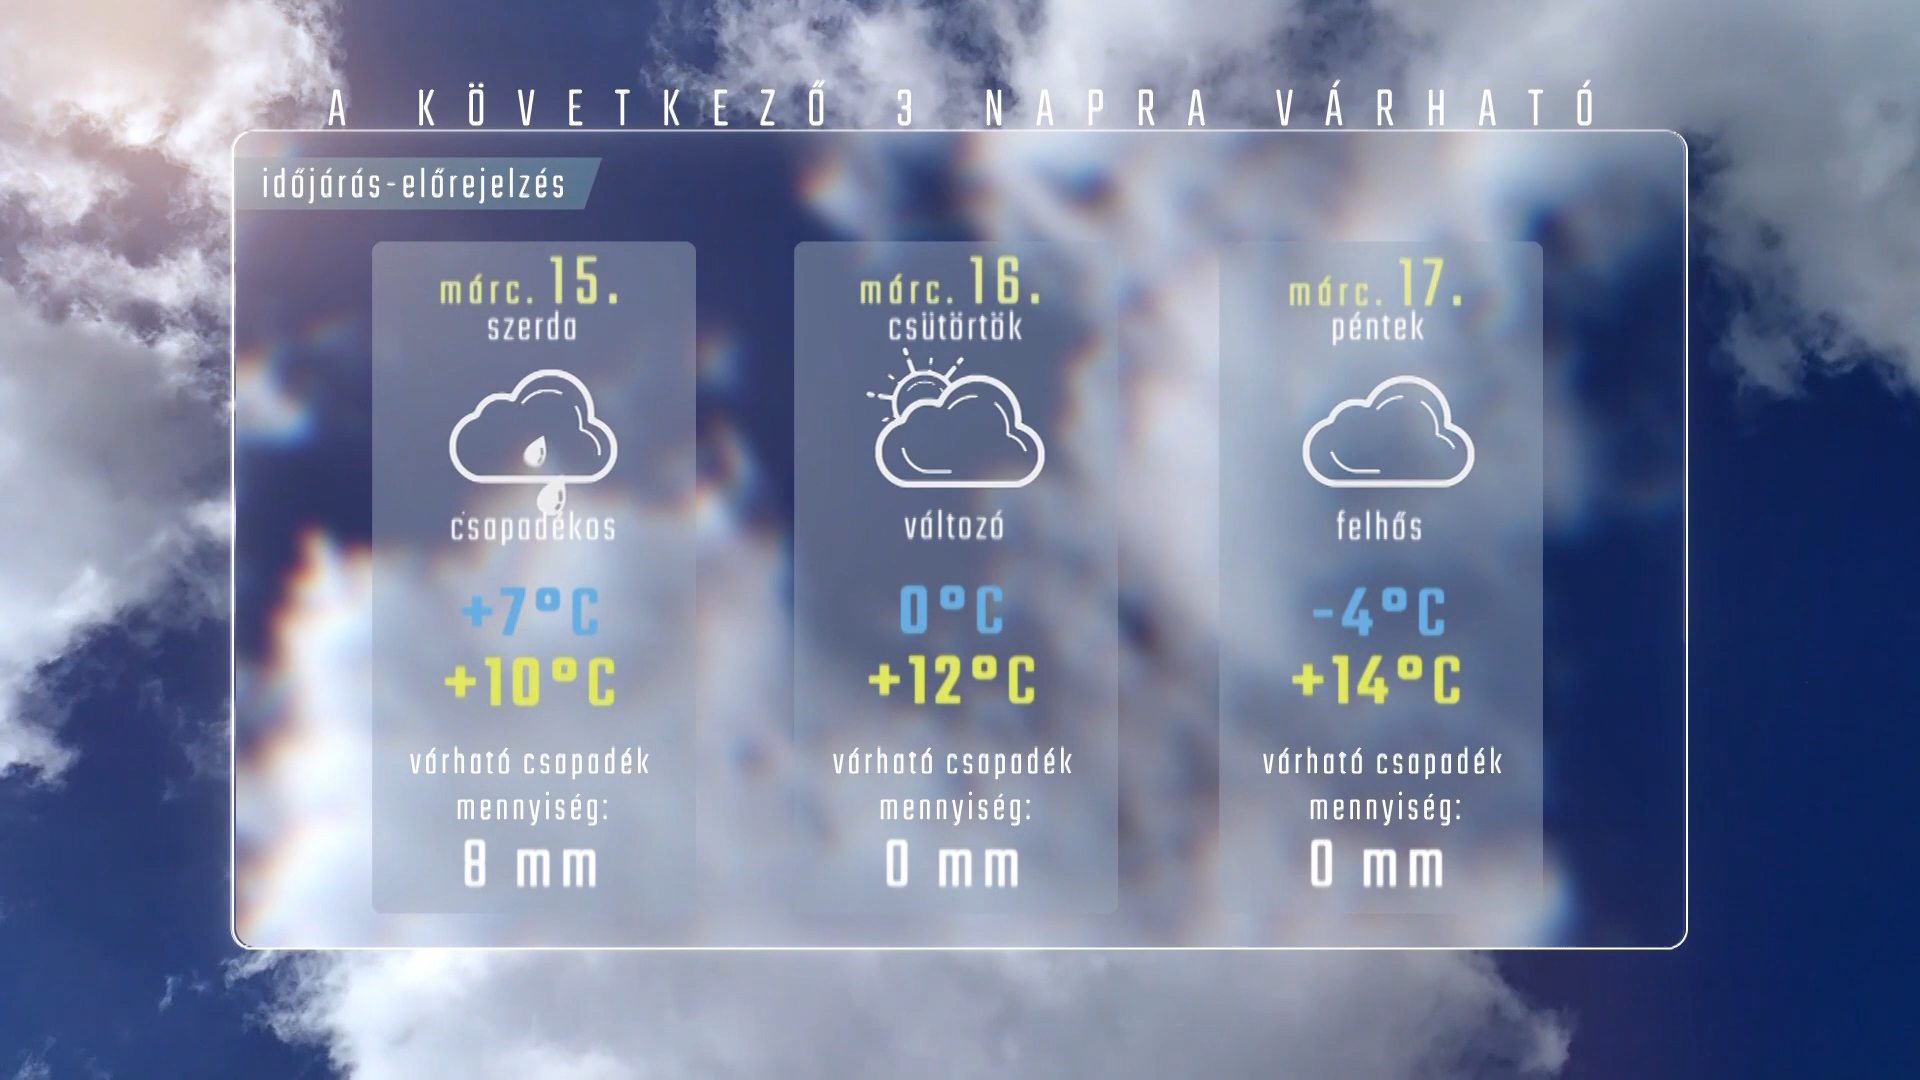 A KÖVETKEZŐ 3 NAPRA VÁRHATÓ
időjárás-előrejelzés
márc. 15.
szerda
csapadékos
+7°C
+10°C
várható csapadék
mennyiség:
8 mm
márc. 16.
csütörtök
változó
0°C
+12°C
várható csapadék
mennyiség:
0 mm
márc. 17.
péntek
felhős
-4°C
+14°C
várható csapadék
mennyiség:
0 mm